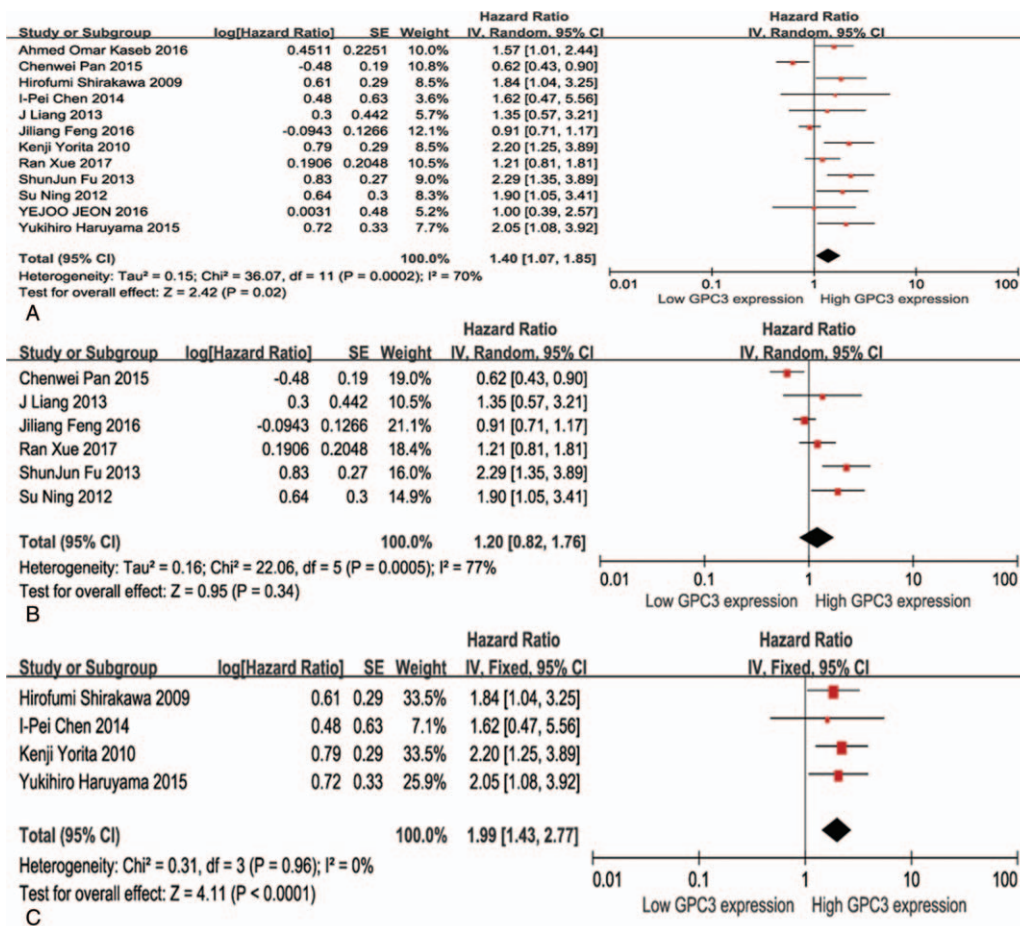 Hazard Ratio Hazard Ratio
Study or Subgroup log[Hazard Ratio] SE Weight IV, Random, 95% CI IV, Random, 95% CI
Ahmed Omar Kaseb 2016 0.4511 0.2251 10.0% 1.57 [1.01, 2.44]
Chenwei Pan 2015 -0.48 0.19 10.8% 0.62 [0.43, 0.90]
Hirofumi Shirakawa 2009 0.61 0.29 8.5% 1.84 [1.04, 3.25]
I-Pei Chen 2014 0.48 0.63 3.6% 1.62 [0.47, 5.56]
J Liang 2013 0.3 0.442 5.7% 1.35 [0.57, 3.21]
Jiliang Feng 2016 -0.0943 0.1266 12.1% 0.91 [0.71, 1.17]
Kenji Yorita 2010 0.79 0.29 8.5% 2.20 [1.25, 3.89]
Ran Xue 2017 0.1906 0.2048 10.5% 1.21 [0.81, 1.81]
ShunJun Fu 2013 0.83 0.27 9.0% 2.29 [1.35, 3.89]
Su Ning 2012 0.64 0.3 8.3% 1.90 [1.05, 3.41]
YEJOO JEON 2016 0.0031 0.48 5.2% 1.00 [0.39, 2.57]
Yukihiro Haruyama 2015 0.72 0.33 7.7% 2.05 [1.08, 3.92]
Total (95% CI) 100.0% 1.40 [1.07, 1.85]
Heterogeneity: Tau² = 0.15; Chi² = 36.07, df = 11 (P = 0.0002); I² = 70%
Test for overall effect: Z = 2.42 (P = 0.02)
0.01 0.1 1 10 100
Low GPC3 expression High GPC3 expression
A
Hazard Ratio Hazard Ratio
Study or Subgroup log[Hazard Ratio] SE Weight IV, Random, 95% CI IV, Random, 95% CI
Chenwei Pan 2015 -0.48 0.19 19.0% 0.62 [0.43, 0.90]
J Liang 2013 0.3 0.442 10.5% 1.35 [0.57, 3.21]
Jiliang Feng 2016 -0.0943 0.1266 21.1% 0.91 [0.71, 1.17]
Ran Xue 2017 0.1906 0.2048 18.4% 1.21 [0.81, 1.81]
ShunJun Fu 2013 0.83 0.27 16.0% 2.29 [1.35, 3.89]
Su Ning 2012 0.64 0.3 14.9% 1.90 [1.05, 3.41]
Total (95% CI) 100.0% 1.20 [0.82, 1.76]
Heterogeneity: Tau² = 0.16; Chi² = 22.06, df = 5 (P = 0.0005); I² = 77%
Test for overall effect: Z = 0.95 (P = 0.34)
0.01 0.1 1 10 100
Low GPC3 expression High GPC3 expression
B
Hazard Ratio Hazard Ratio
Study or Subgroup log[Hazard Ratio] SE Weight IV, Fixed, 95% CI IV, Fixed, 95% CI
Hirofumi Shirakawa 2009 0.61 0.29 33.5% 1.84 [1.04, 3.25]
I-Pei Chen 2014 0.48 0.63 7.1% 1.62 [0.47, 5.56]
Kenji Yorita 2010 0.79 0.29 33.5% 2.20 [1.25, 3.89]
Yukihiro Haruyama 2015 0.72 0.33 25.9% 2.05 [1.08, 3.92]
Total (95% CI) 100.0% 1.99 [1.43, 2.77]
Heterogeneity: Chi² = 0.31, df = 3 (P = 0.96); I² = 0%
Test for overall effect: Z = 4.11 (P < 0.0001)
0.01 0.1 1 10 100
Low GPC3 expression High GPC3 expression
C